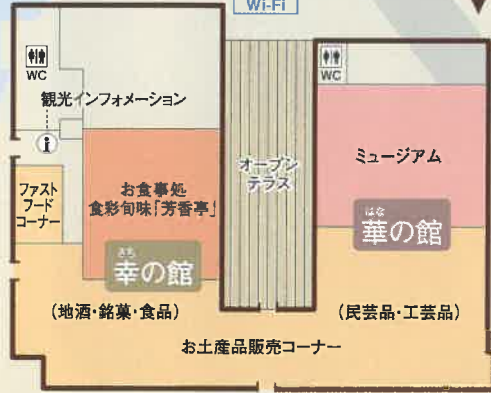 Wi-Fi
WC
WC
観光インフォメーション
i
ファスト
フード
コーナー
お食事処
食彩旬味「芳香亭」
オープン
テラス
ミュージアム
さち
幸の館
はな
華の館
(地酒・銘菓・食品)
(民芸品・工芸品)
お土産品販売コーナー